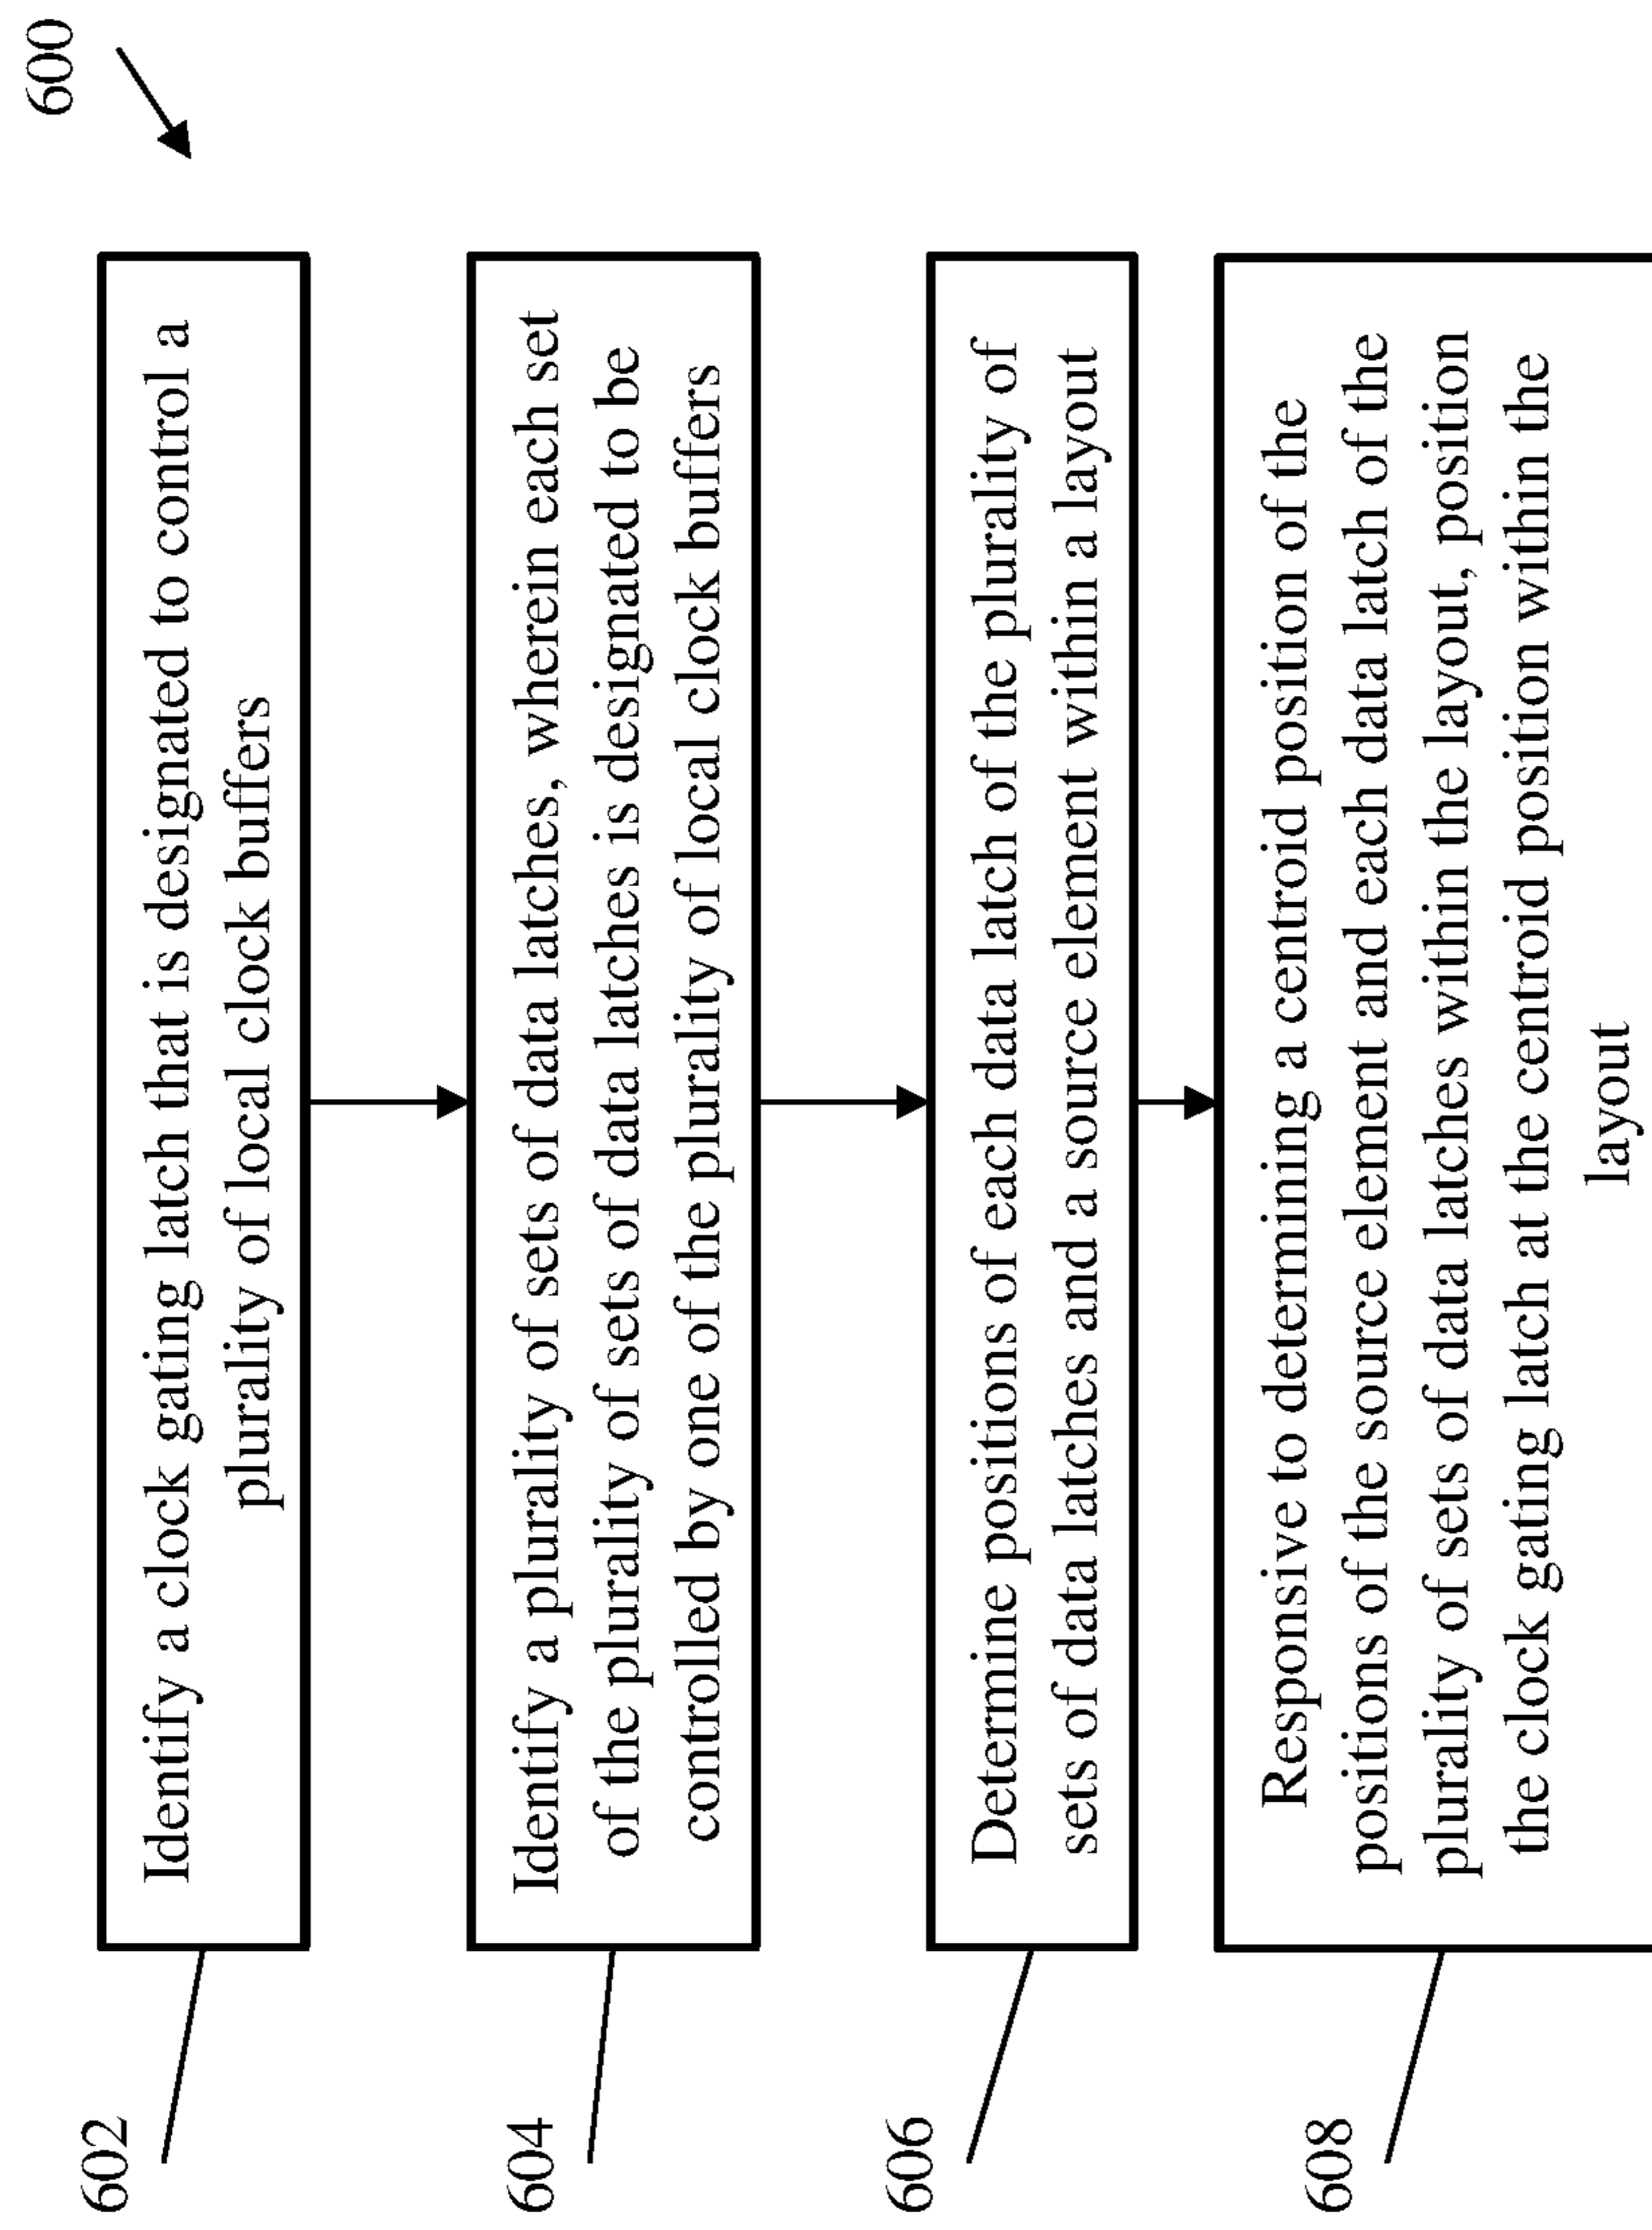 600
602
Identify a clock gating latch that is designated to control a
plurality of local clock buffers
604
Identify a plurality of sets of data latches, wherein each set
of the plurality of sets of data latches is designated to be
controlled by one of the plurality of local clock buffers
606
Determine positions of each data latch of the plurality of
sets of data latches and a source element within a layout
608
Responsive to determining a centroid position of the
positions of the source element and each data latch of the
plurality of sets of data latches within the layout, position
the clock gating latch at the centroid position within the
layout